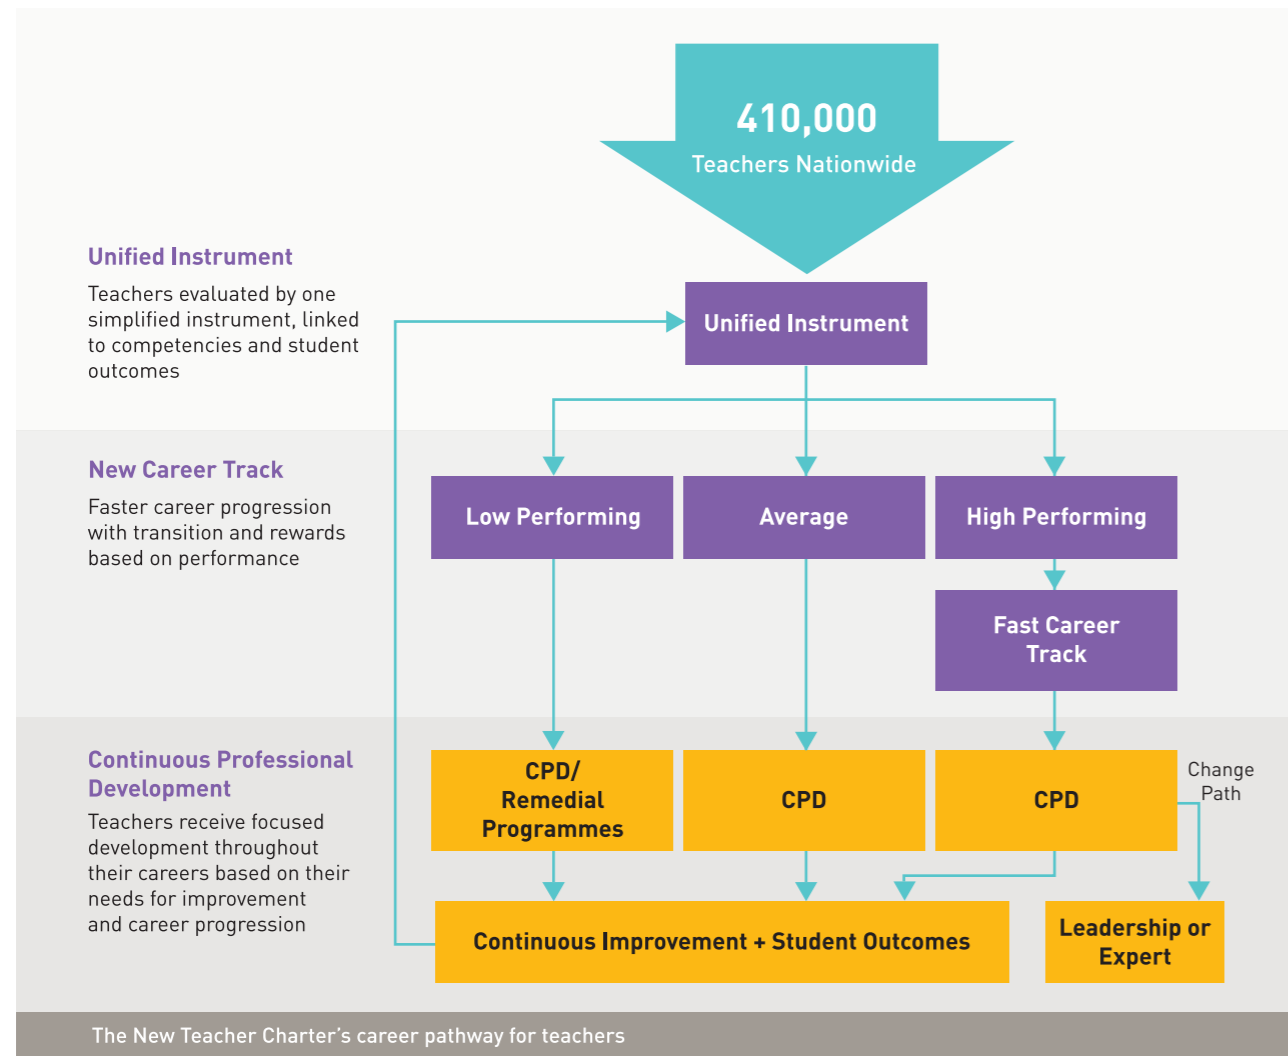 410,000
Teachers Nationwide
Unified Instrument
Teachers evaluated by one
simplified instrument, linked
to competencies and student
outcomes
Unified Instrument
New Career Track
Faster career progression
with transition and rewards
based on performance
Low Performing
Average
High Performing
Fast Career
Track
Continuous Professional
Development
Teachers receive focused
development throughout
their careers based on their
needs for improvement
and career progression
CPD/
Remedial
Programmes
CPD
CPD
Change
Path
Continuous Improvement + Student Outcomes
Leadership or
Expert
The New Teacher Charter's career pathway for teachers